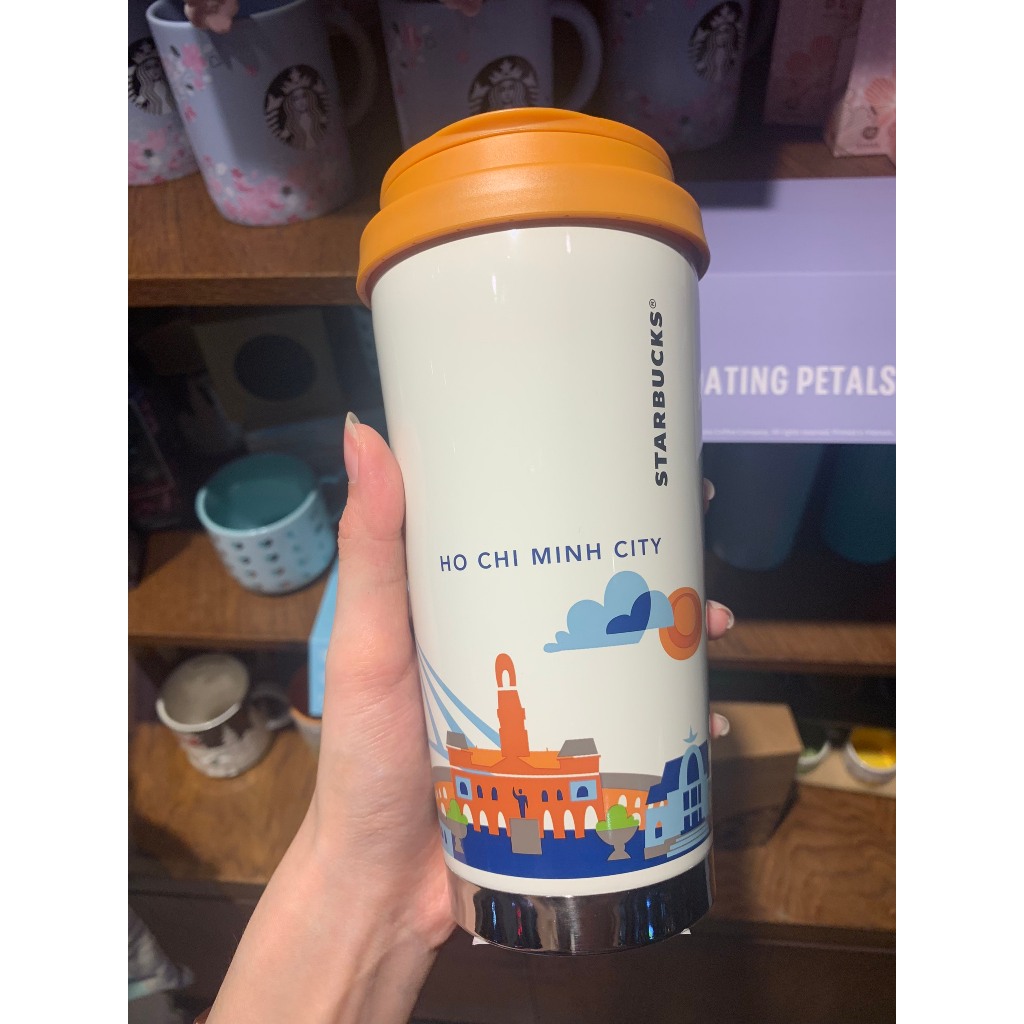 STARBUCKS®
ATING PETALS
HO CHI MINH CITY